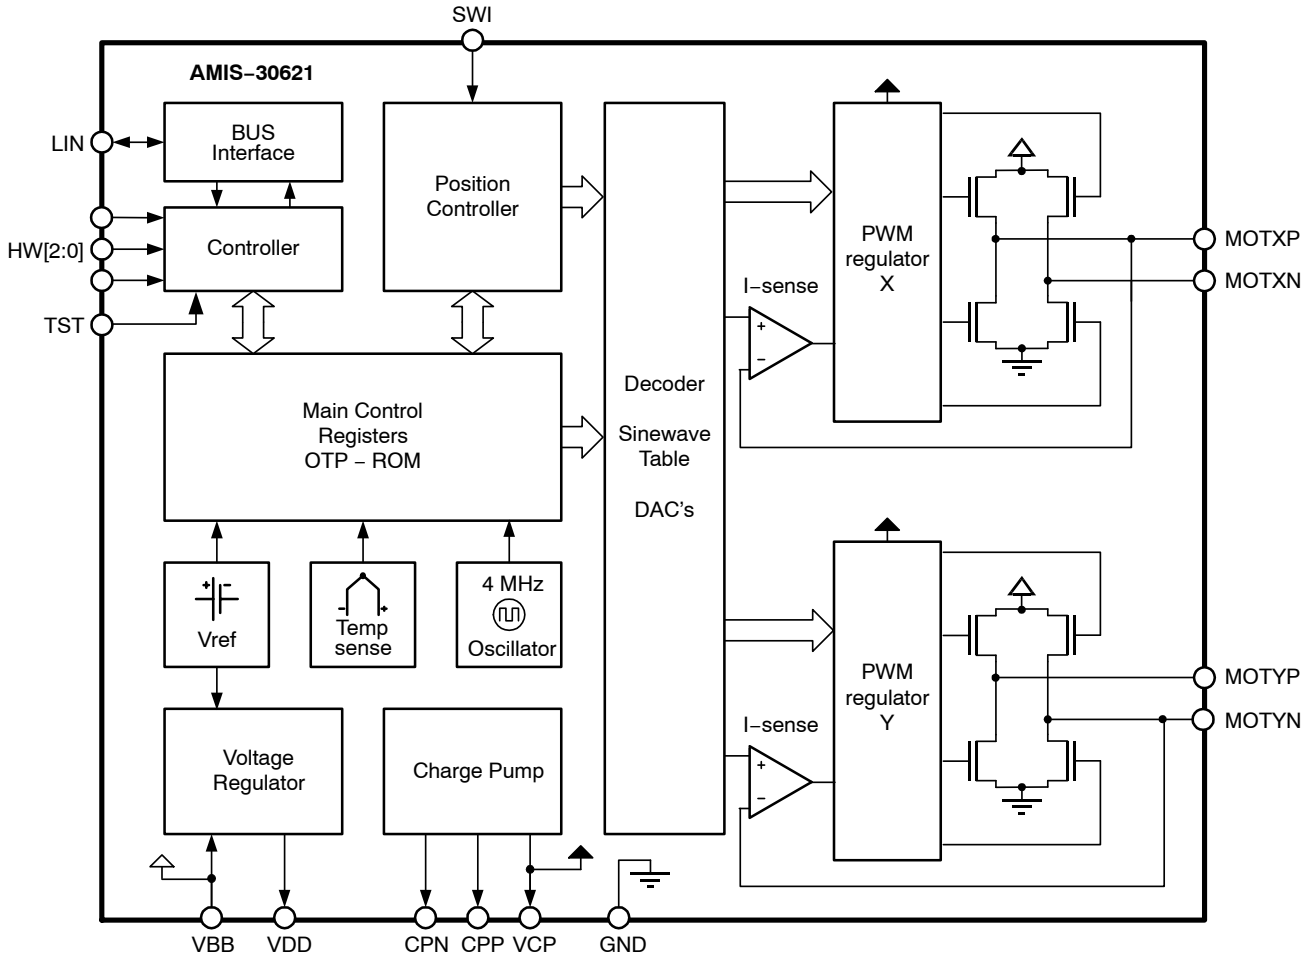 SWI
AMIS−30621
LIN
BUS
Interface
HW[2:0]
Controller
TST
Position
Controller
Main Control
Registers
OTP − ROM
+ −
Vref
− +
Temp
sense
4 MHz
Oscillator
Voltage
Regulator
Charge Pump
Decoder
Sinewave
Table
DAC's
I−sense
+
−
PWM
regulator
X
MOTXP
MOTXN
I−sense
+
−
PWM
regulator
Y
MOTYP
MOTYN
VBB
VDD
CPN
CPP
VCP
GND